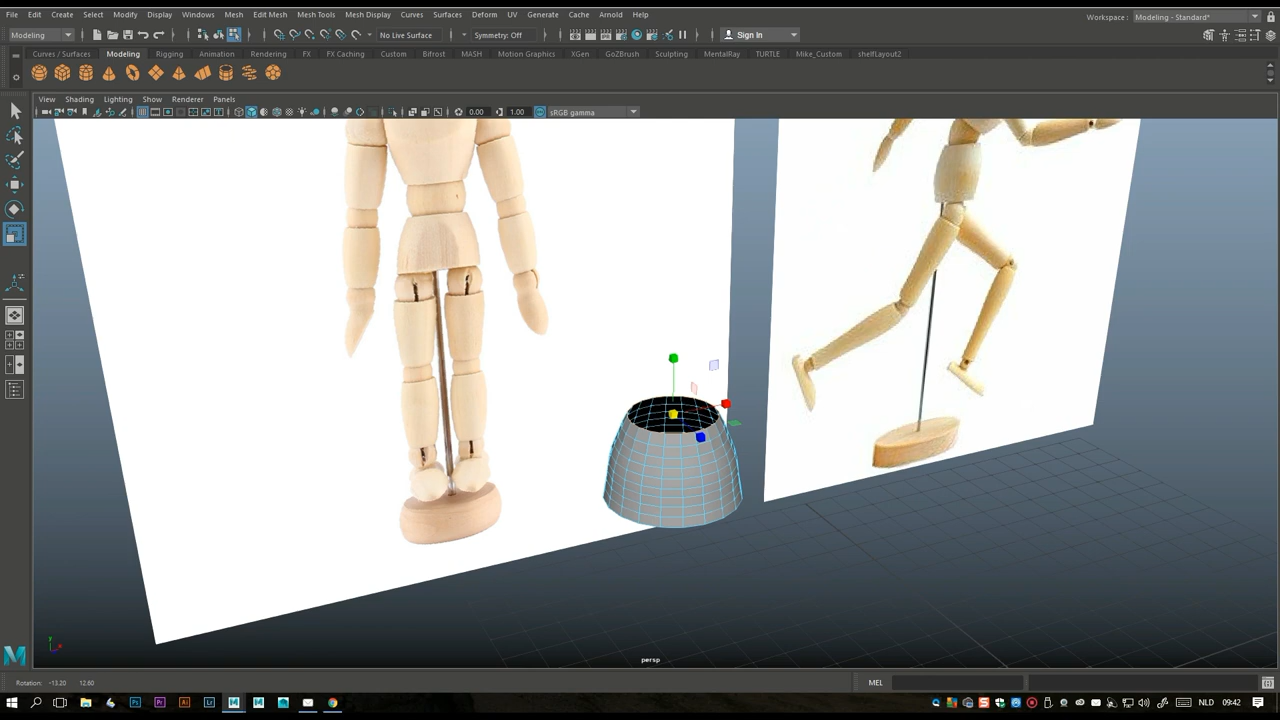 File Edit Create Select Modify Display Windows Mesh Edit Mesh Mesh Tools Mesh Display Curves Surfaces Deform UV Generate Cache Arnold Help
Workspace : Modeling - Standard*
Modeling No Live Surface Symmetry: Off Sign In
Curves / Surfaces Modeling Rigging Animation Rendering FX FX Caching Custom Bifrost MASH Motion Graphics XGen GoZBrush Sculpting MentalRay TURTLE Mike_Custom shelfLayout2
View Shading Lighting Show Renderer Panels
0.00 1.00 sRGB gamma
y
persp
Rotation: -13.20 12.60 MEL
Ps Pr Ai Lr NLD 09:42